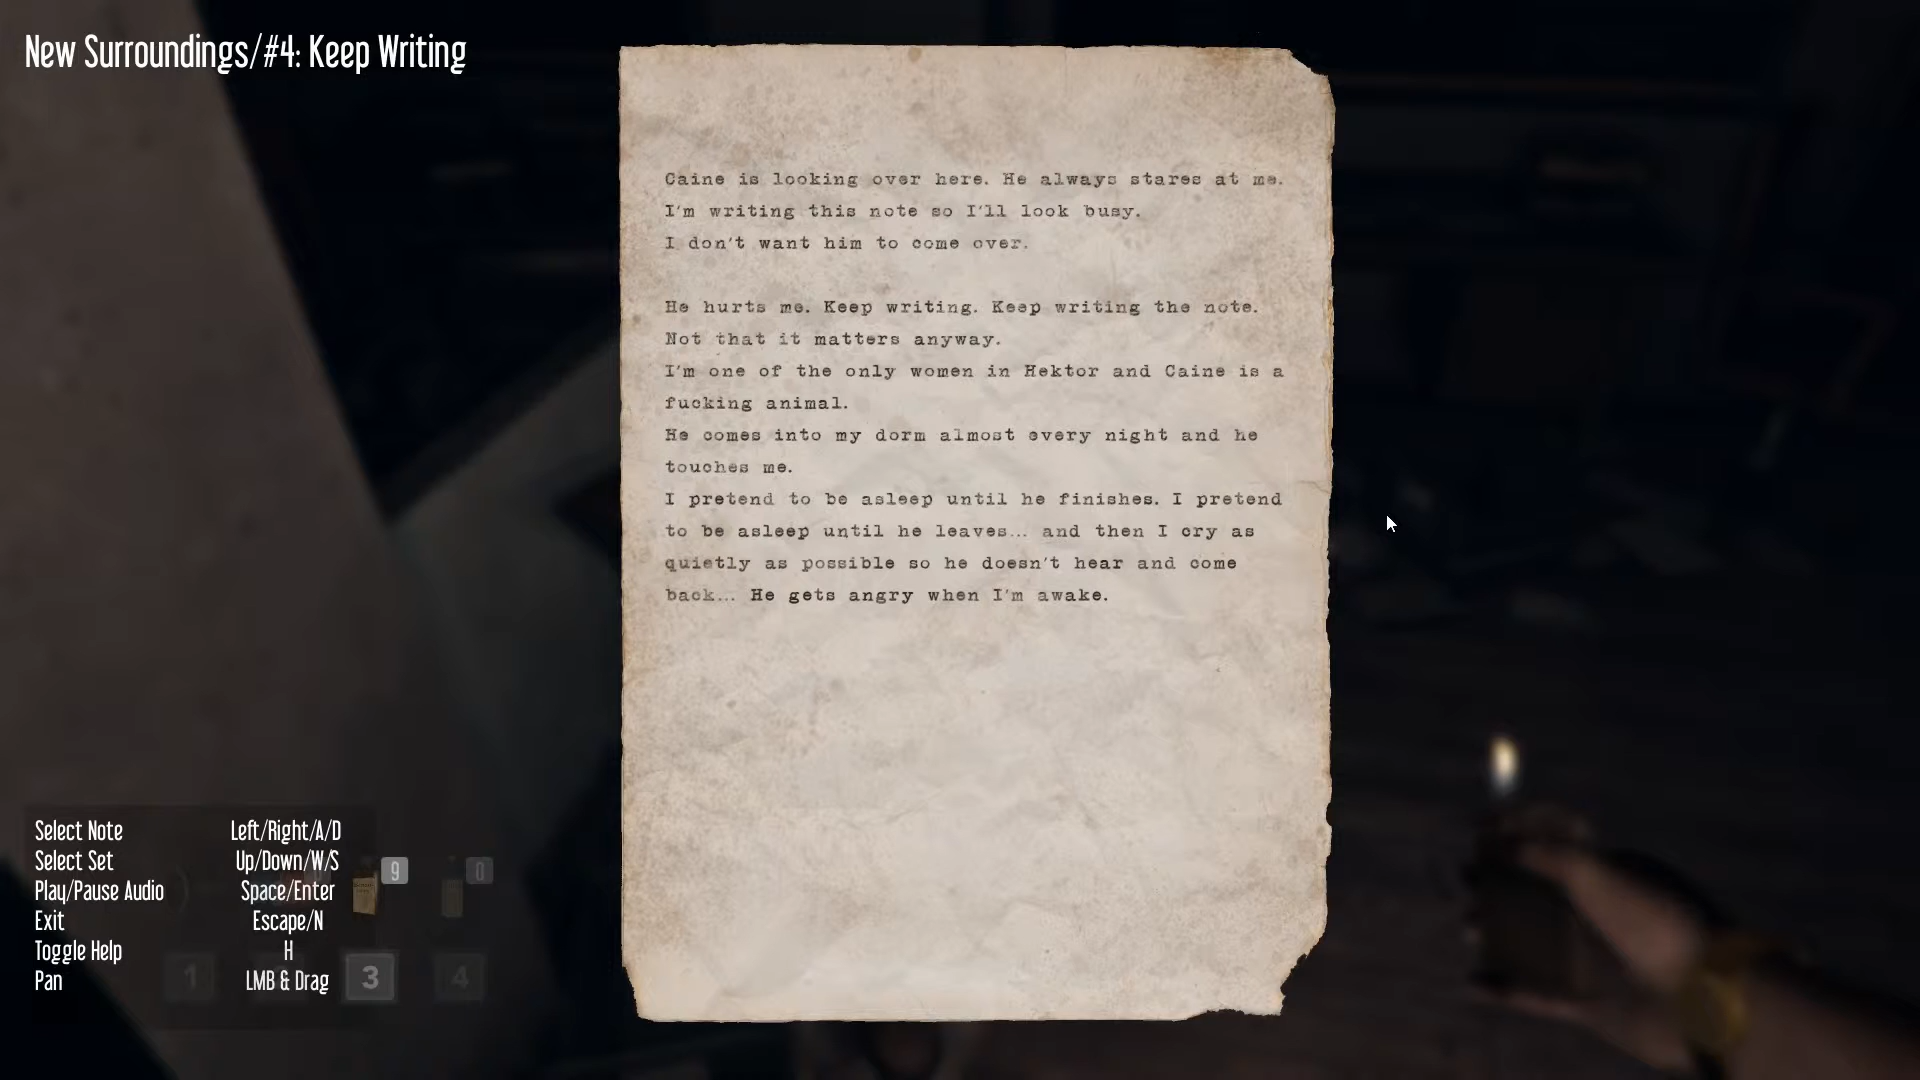 New Surroundings/#4: Keep Writing
Caine is looking over here. He always stares at me.
I'm writing this note so I'll look busy.
I don't want him to come over.
He hurts me. Keep writing. Keep writing the note.
Not that it matters anyway.
I'm one of the only women in Hektor and Caine is a
fucking animal.
He comes into my dorm almost every night and he
touches me.
I pretend to be asleep until he finishes. I pretend
to be asleep until he leaves... and then I cry as
quietly as possible so he doesn't hear and come
back... He gets angry when I'm awake.
Select Note Left/Right/A/D
Select Set Up/Down/W/S
9 0
Play/Pause Audio Space/Enter
Exit Escape/N
Toggle Help H
Pan LMB & Drag
1 3 4